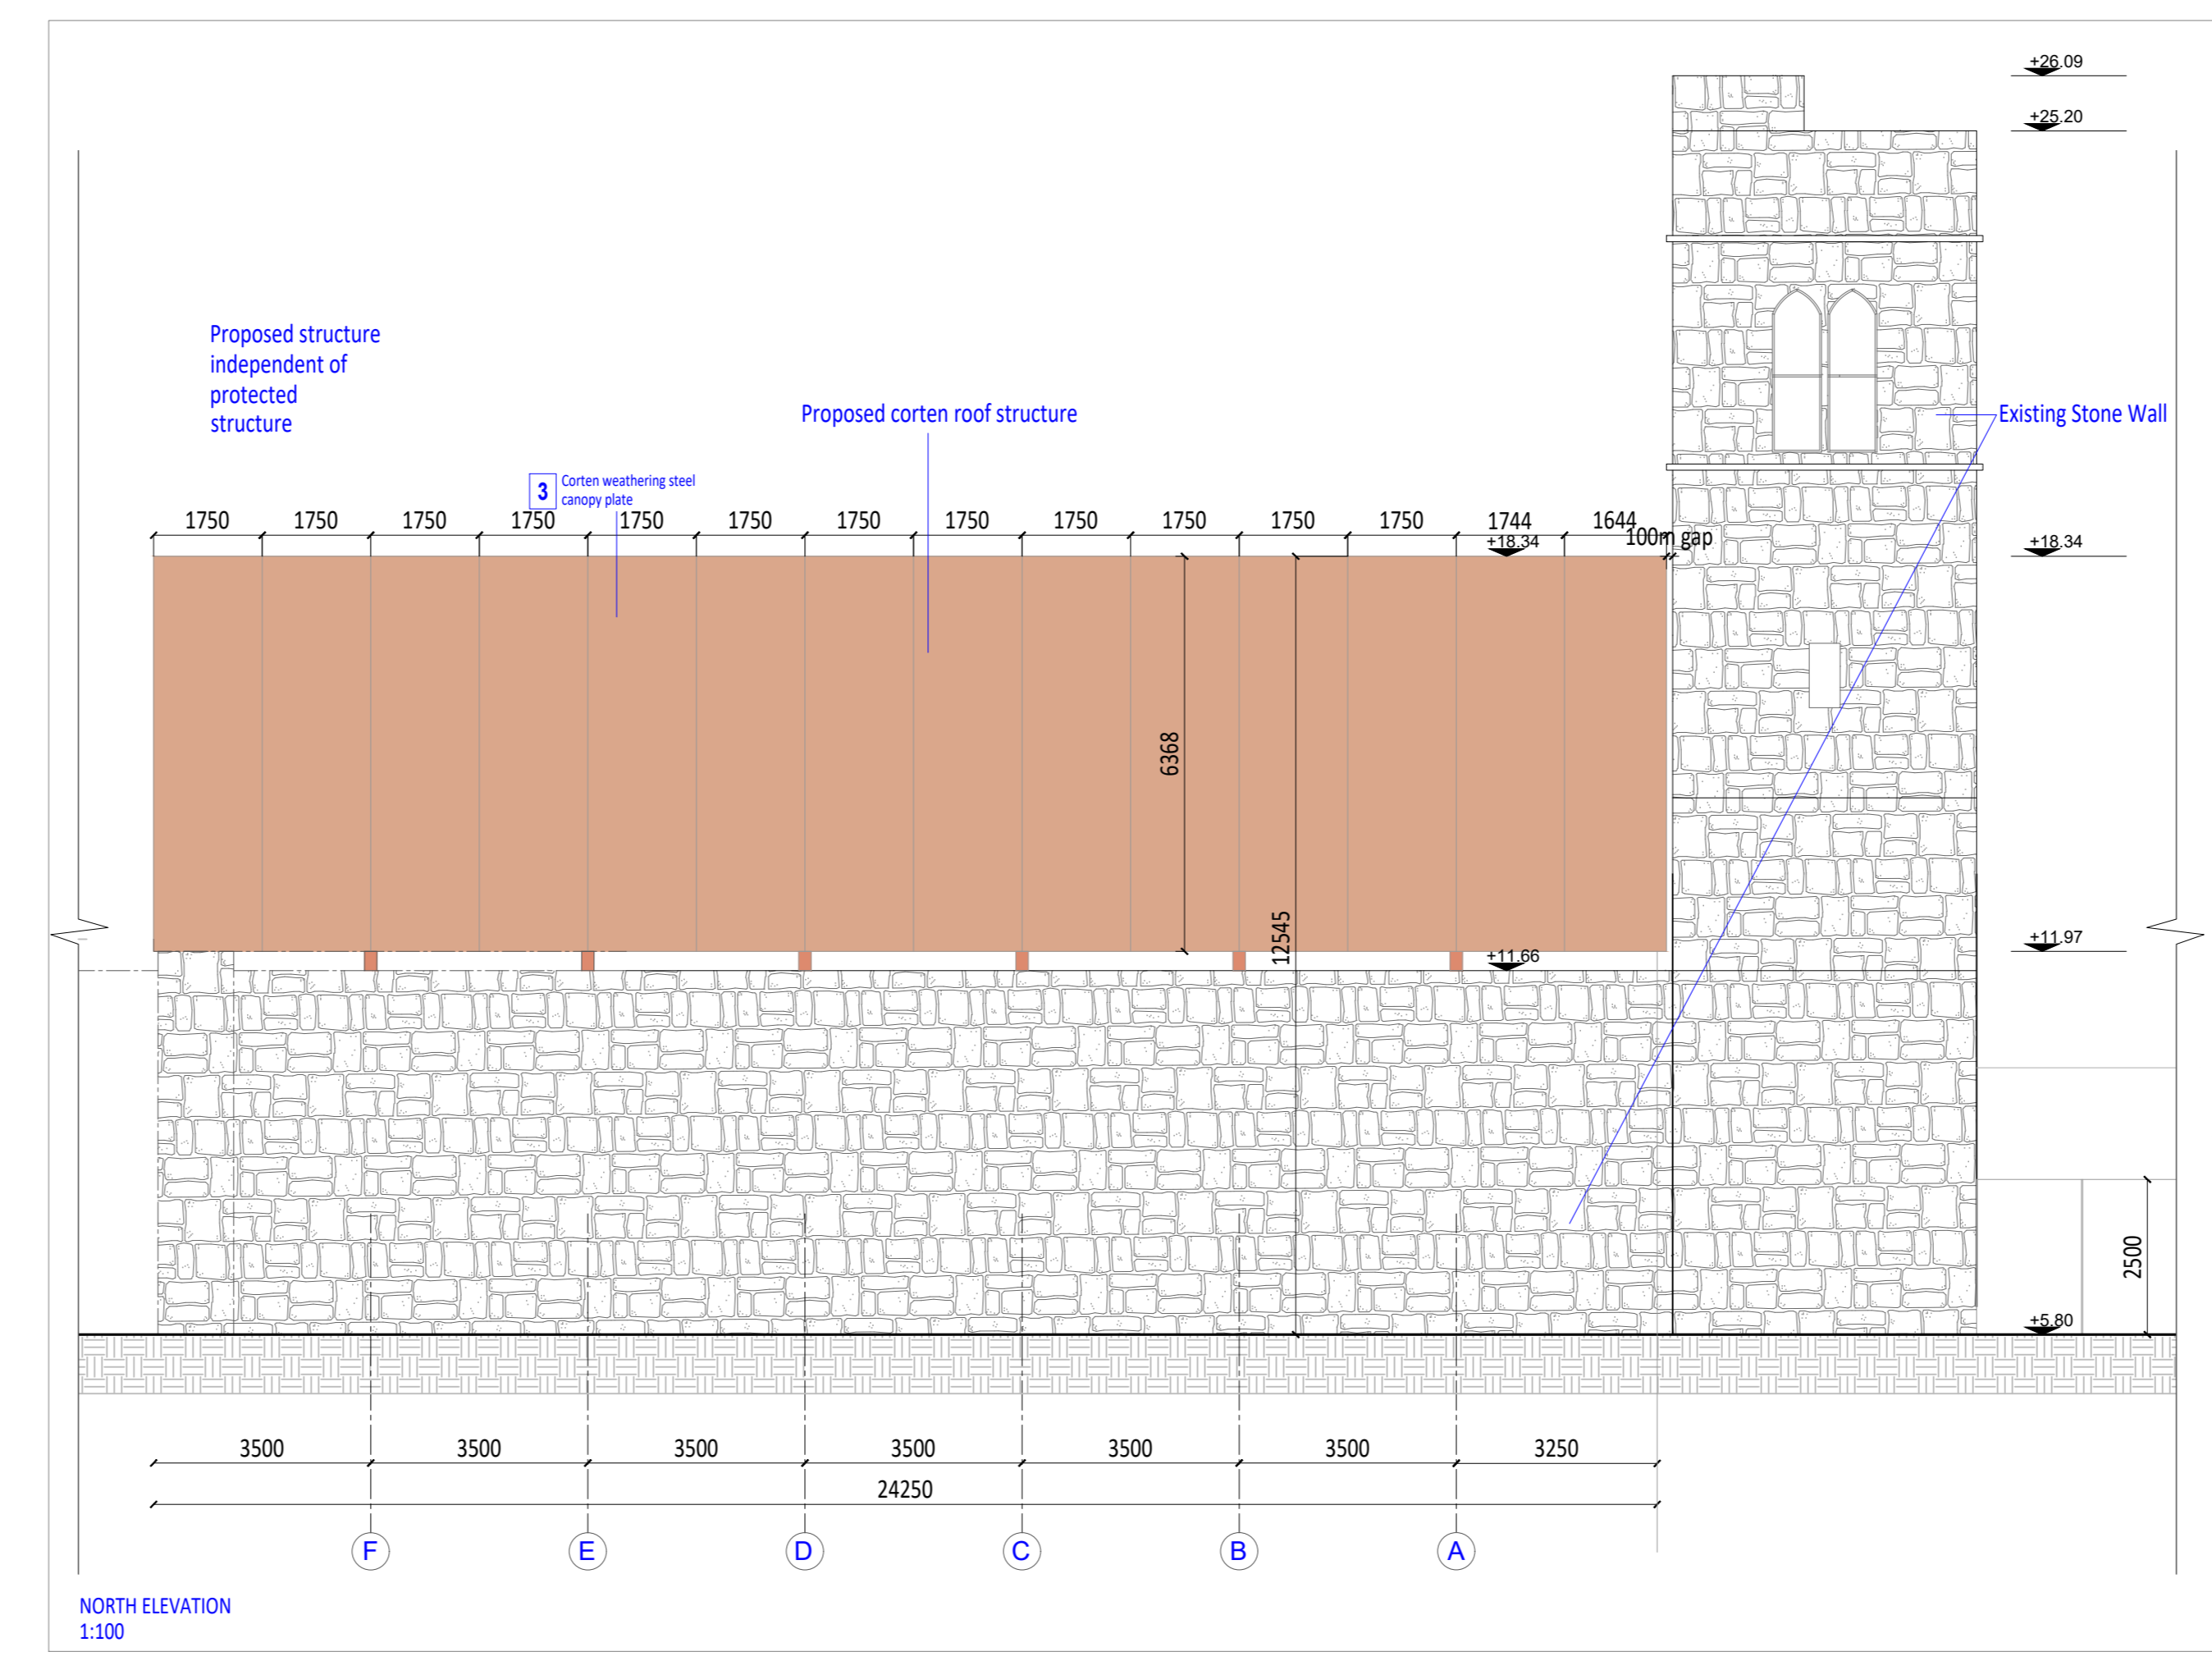 +26.09
+25.20
Proposed structure
independent of
protected
structure
Proposed corten roof structure
Existing Stone Wall
3 Corten weathering steel
canopy plate
1750 1750 1750 1750 1750 1750 1750 1750 1750 1750 1750 1750 1744 1644
100m gap
+18.34 +18.34
6368
12545
+11.97
+11.66
2500
+5.80
3500 3500 3500 3500 3500 3500 3250
24250
F E D C B A
NORTH ELEVATION
1:100